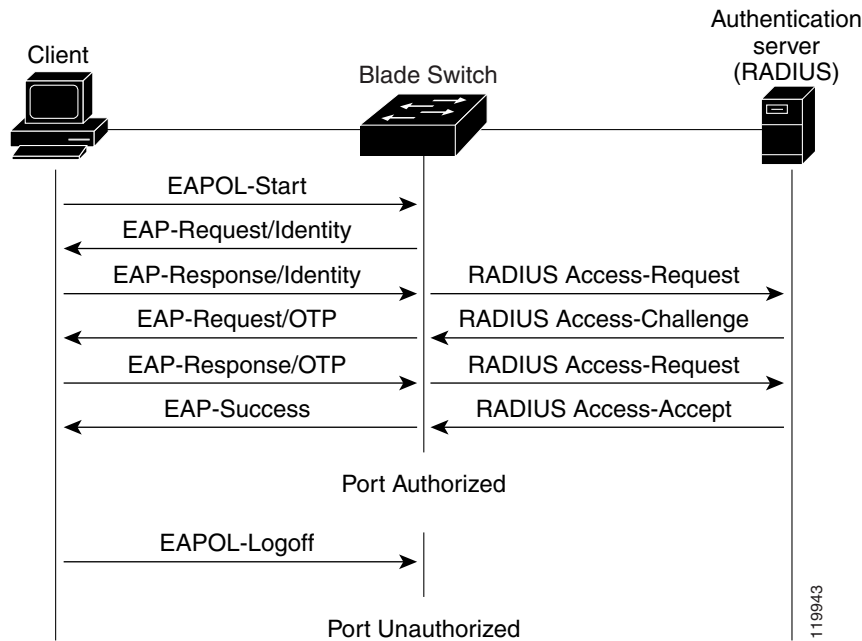 Authentication
server
(RADIUS)
Client
Blade Switch
EAPOL-Start
EAP-Request/Identity
EAP-Response/Identity
RADIUS Access-Request
EAP-Request/OTP
RADIUS Access-Challenge
EAP-Response/OTP
RADIUS Access-Request
EAP-Success
RADIUS Access-Accept
Port Authorized
EAPOL-Logoff
Port Unauthorized
119943